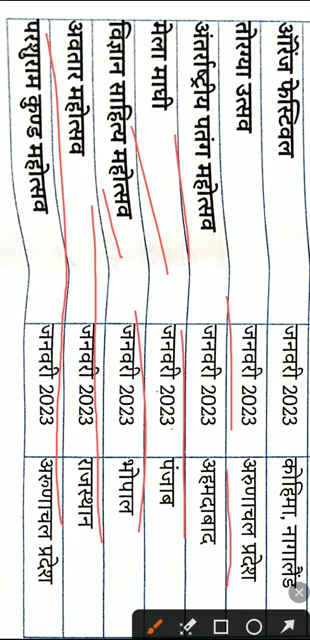 ऑरेंज फेस्टिवल जनवरी 2023 कोहिमा, नागालैंड
तोरग्या उत्सव जनवरी 2023 अरुणाचल प्रदेश
अंतर्राष्ट्रीय पतंग महोत्सव जनवरी 2023 अहमदाबाद
मेला माघी जनवरी 2023 पंजाब
विज्ञान साहित्य महोत्सव जनवरी 2023 भोपाल
अवतार महोत्सव जनवरी 2023 राजस्थान
परशुराम कुण्ड महोत्सव जनवरी 2023 अरुणाचल प्रदेश